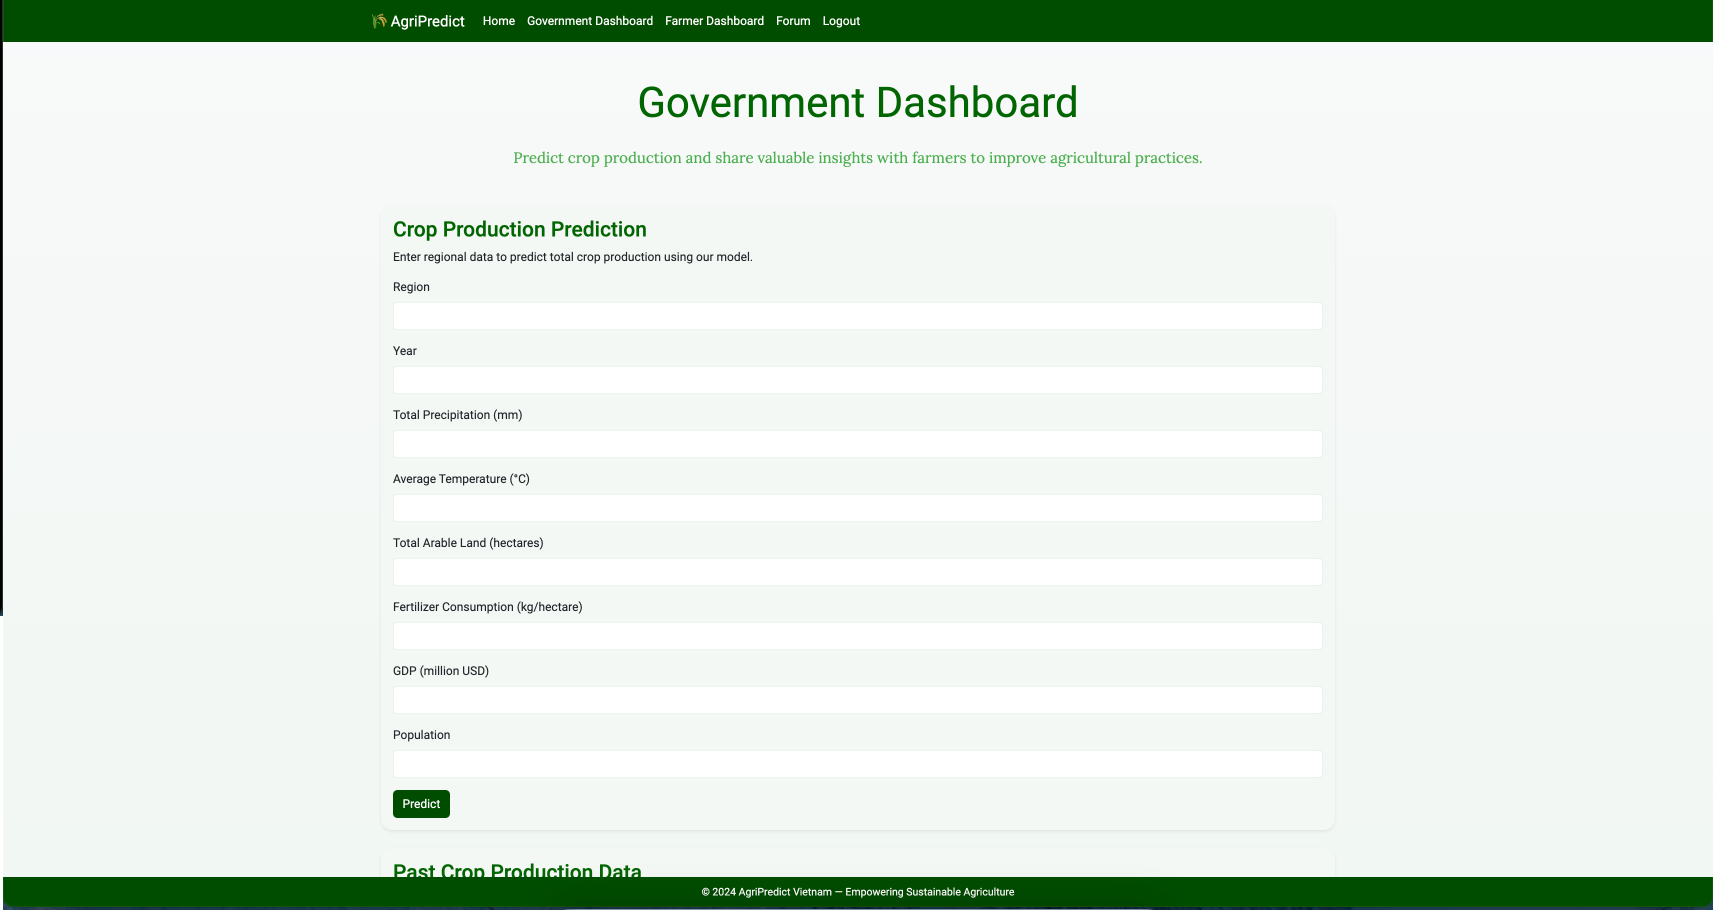 AgriPredict Home Government Dashboard Farmer Dashboard Forum Logout
Government Dashboard
Predict crop production and share valuable insights with farmers to improve agricultural practices.
Crop Production Prediction
Enter regional data to predict total crop production using our model.
Region
Year
Total Precipitation (mm)
Average Temperature (°C)
Total Arable Land (hectares)
Fertilizer Consumption (kg/hectare)
GDP (million USD)
Population
Predict
Past Crop Production Data
© 2024 AgriPredict Vietnam — Empowering Sustainable Agriculture